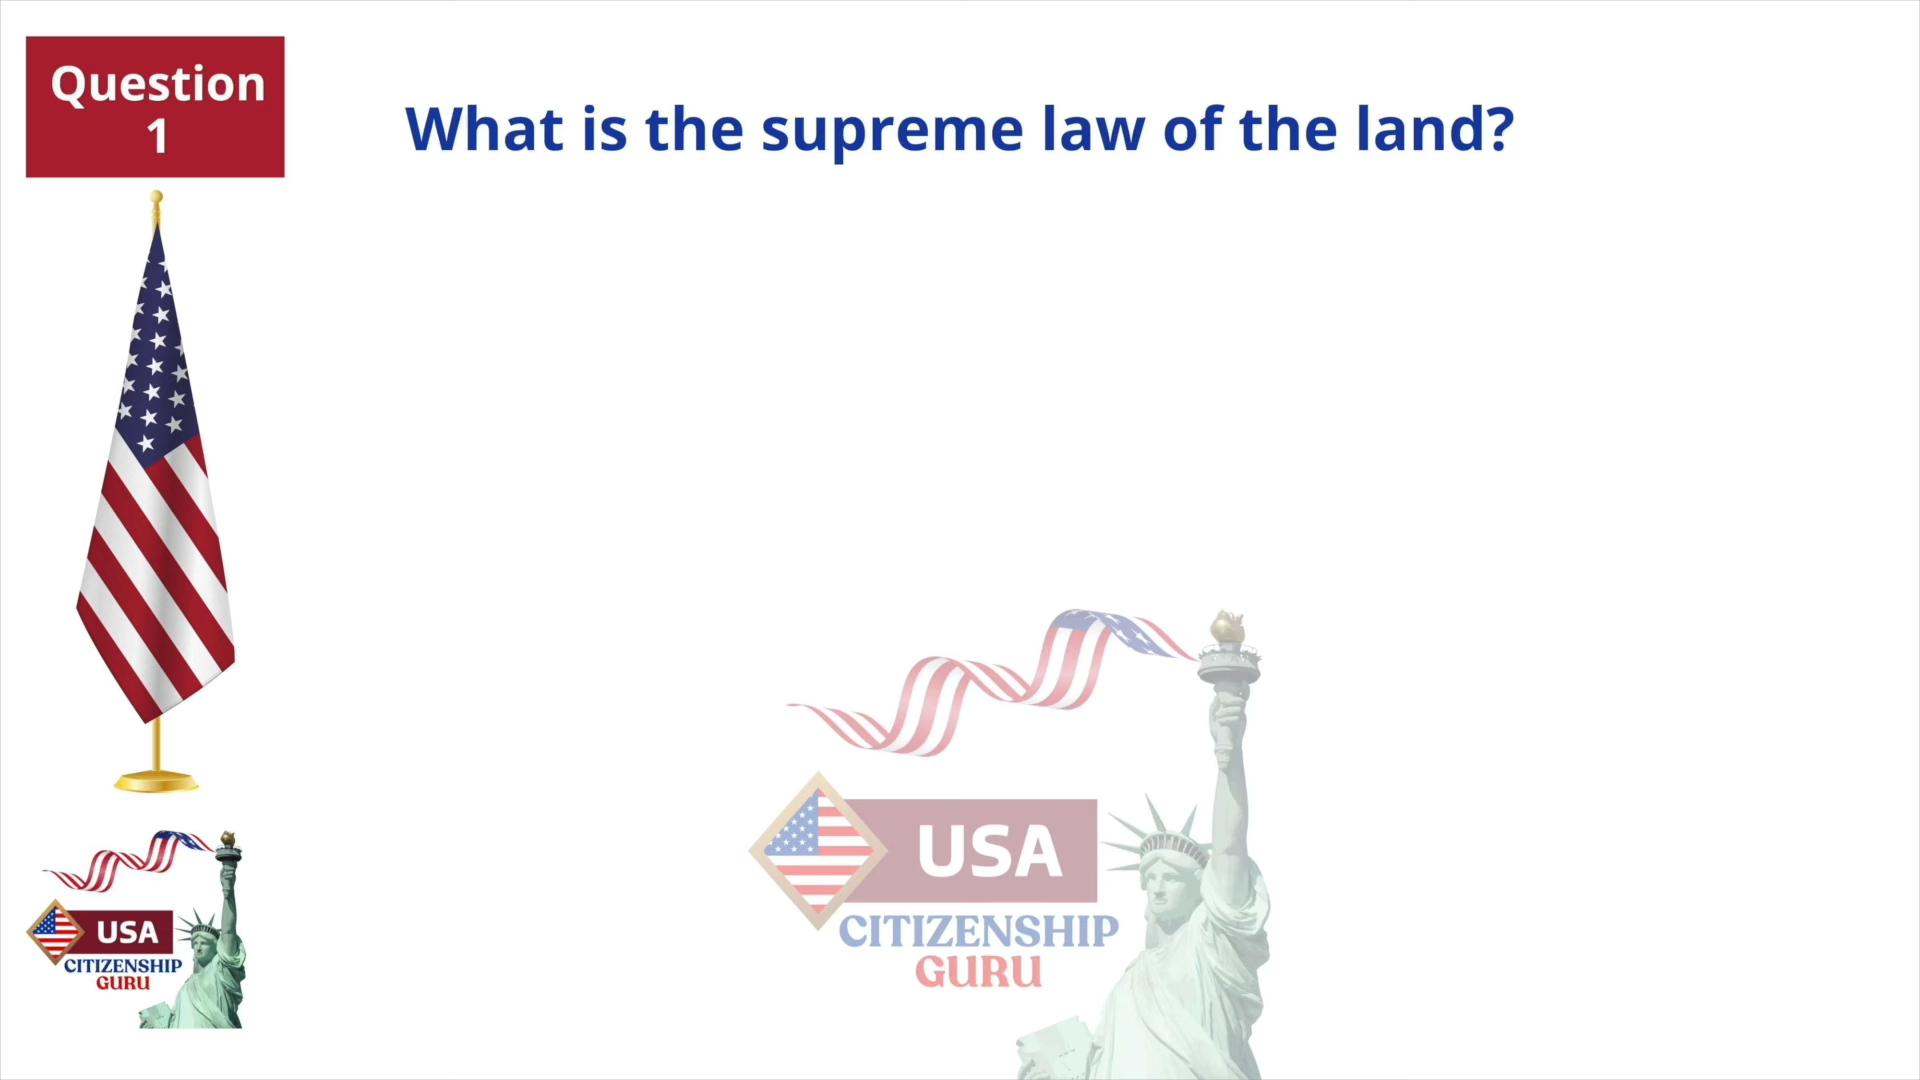 Question
1
What is the supreme law of the land?
USA
CITIZENSHIP
GURU
USA
CITIZENSHIP
GURU